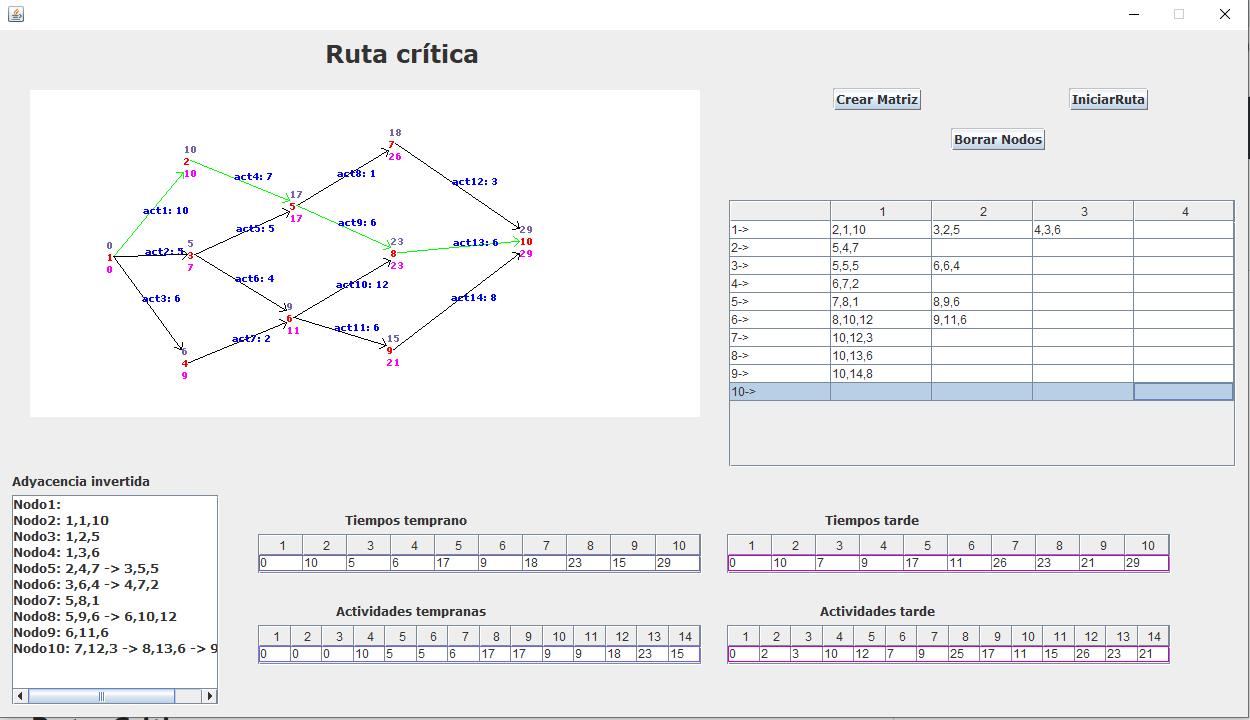 Ruta crítica
Crear Matriz
IniciarRuta
Borrar Nodos
18
7
26
10
2
10
act4: 7
act8: 1
act12: 3
17
5
17
act1: 10
act5: 5
act9: 6
29
10
29
0
1
0
act2: 5
5
3
7
23
8
23
act13: 6
act3: 6
act6: 4
act10: 12
act14: 8
9
6
11
act7: 2
act11: 6
6
4
9
15
9
21
1 2 3 4
1-> 2,1,10 3,2,5 4,3,6
2-> 5,4,7
3-> 5,5,5 6,6,4
4-> 6,7,2
5-> 7,8,1 8,9,6
6-> 8,10,12 9,11,6
7-> 10,12,3
8-> 10,13,6
9-> 10,14,8
10->
Adyacencia invertida
Nodo1:
Nodo2: 1,1,10
Nodo3: 1,2,5
Nodo4: 1,3,6
Nodo5: 2,4,7 -> 3,5,5
Nodo6: 3,6,4 -> 4,7,2
Nodo7: 5,8,1
Nodo8: 5,9,6 -> 6,10,12
Nodo9: 6,11,6
Nodo10: 7,12,3 -> 8,13,6 -> 9
Tiempos temprano
1 2 3 4 5 6 7 8 9 10
0 10 5 6 17 9 18 23 15 29
Tiempos tarde
1 2 3 4 5 6 7 8 9 10
0 10 7 9 17 11 26 23 21 29
Actividades tempranas
1 2 3 4 5 6 7 8 9 10 11 12 13 14
0 0 0 10 5 5 6 17 17 9 9 18 23 15
Actividades tarde
1 2 3 4 5 6 7 8 9 10 11 12 13 14
0 2 3 10 12 7 9 25 17 11 15 26 23 21